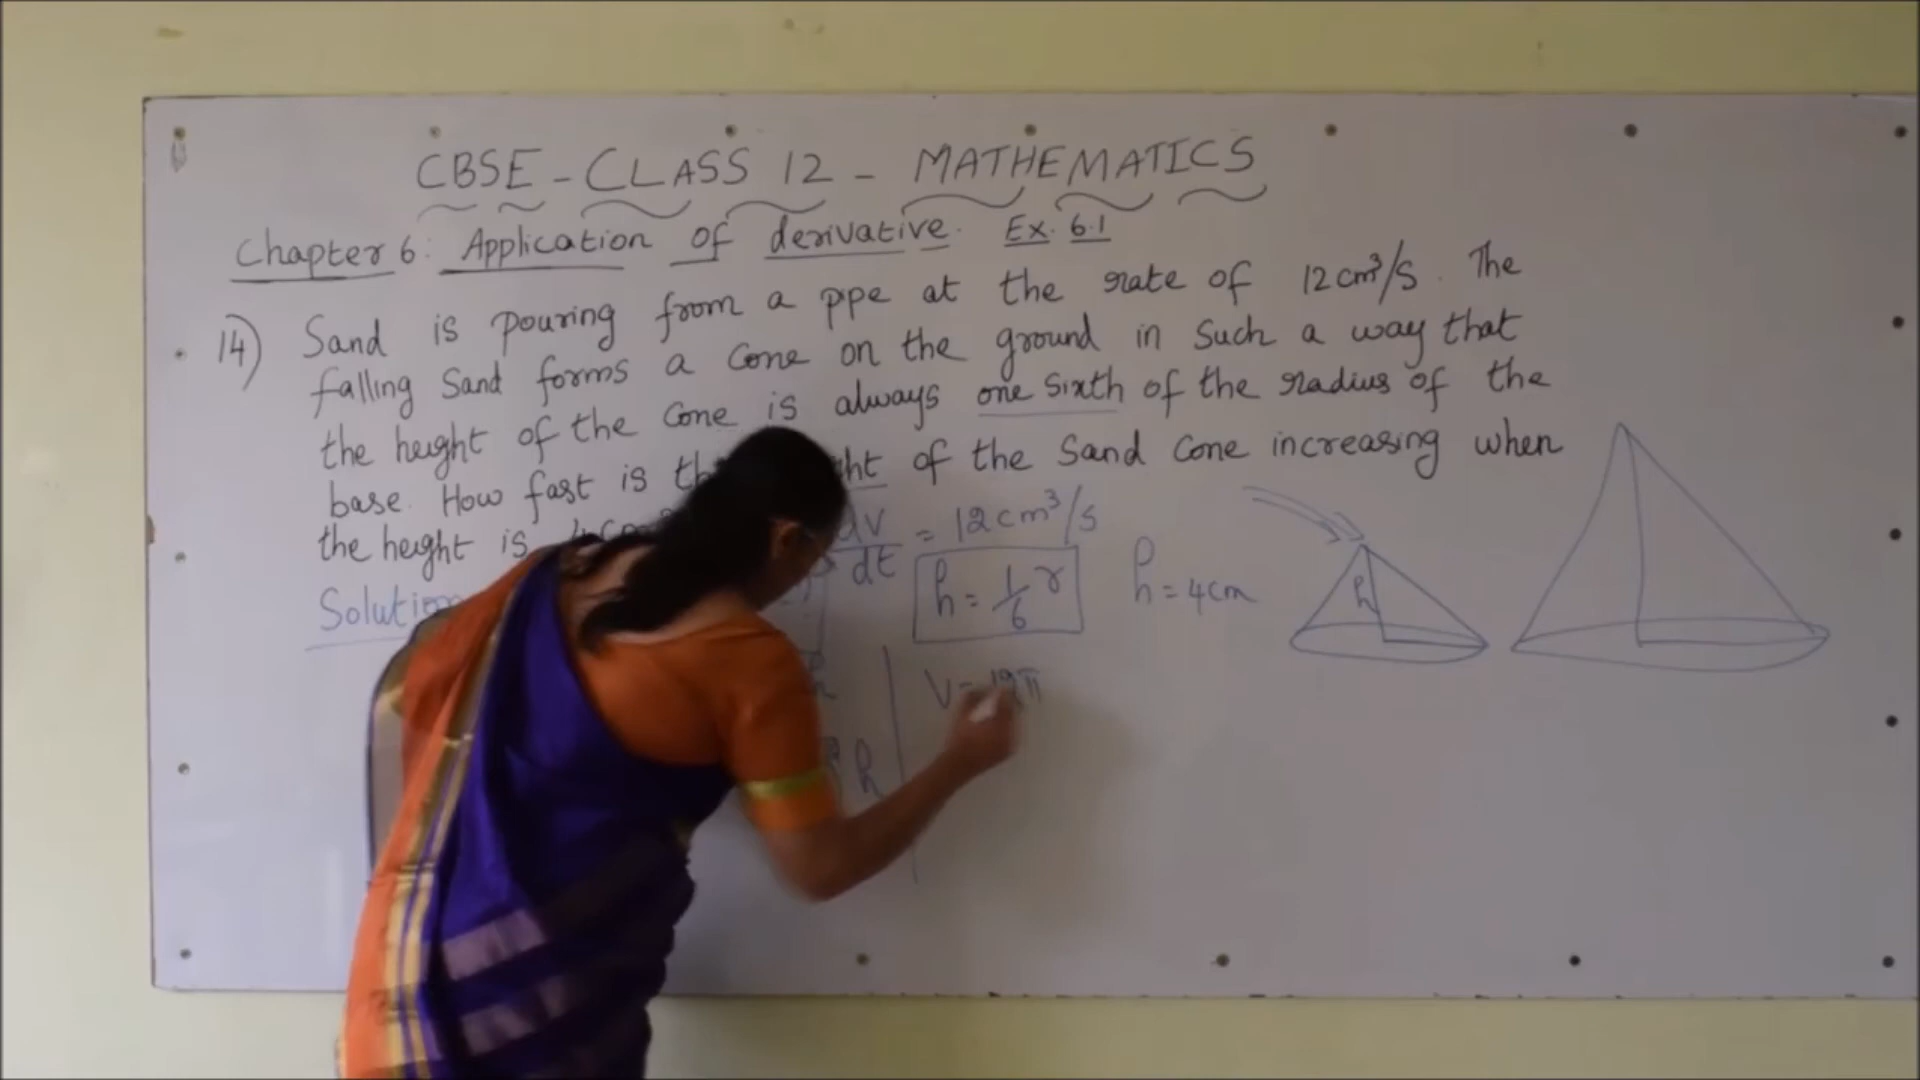 CBSE - CLASS 12 - MATHEMATICS
Chapter 6: Application of derivative. Ex. 6.1
14) Sand is pouring from a pipe at the rate of 12cm³/s. The
falling sand forms a cone on the ground in such a way that
the height of the cone is always one sixth of the radius of the
base. How fast is of the sand cone increasing when
the height is
dV/dt = 12cm³/s
Solution
h = 1/6 r
h = 4cm
h
V = 12π
h